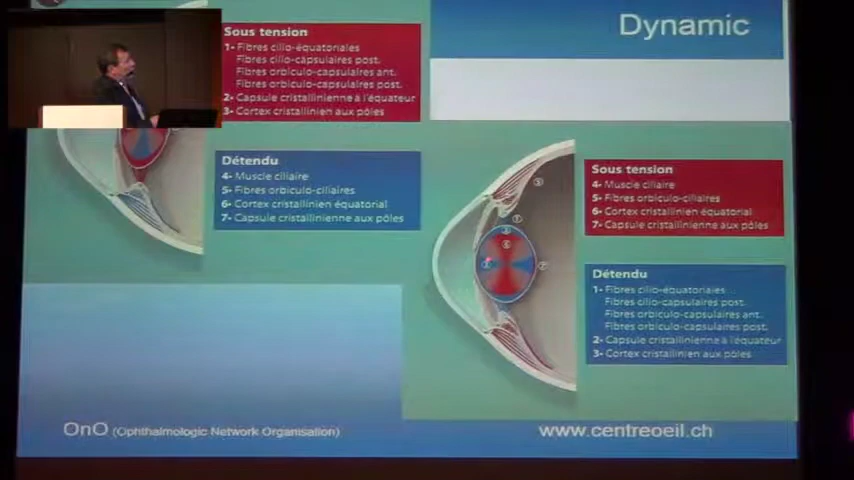 Dynamic
Sous tension
1- Fibres cilio-équatoriales
Fibres cilio-capsulaires post.
Fibres orbiculo-capsulaires ant.
Fibres orbiculo-capsulaires post.
2- Capsule cristallinienne à l'équateur
3- Cortex cristallinien aux pôles
Détendu
4- Muscle ciliaire
5- Fibres orbiculo-ciliaires
6- Cortex cristallinien équatorial
7- Capsule cristallinienne aux pôles
Sous tension
4- Muscle ciliaire
5- Fibres orbiculo-ciliaires
6- Cortex cristallinien équatorial
7- Capsule cristallinienne aux pôles
Détendu
1- Fibres cilio-équatoriales
Fibres cilio-capsulaires post.
Fibres orbiculo-capsulaires ant.
Fibres orbiculo-capsulaires post.
2- Capsule cristallinienne à l'équateur
3- Cortex cristallinien aux pôles
OnO (Ophthalmologic Network Organisation)
www.centreoeil.ch